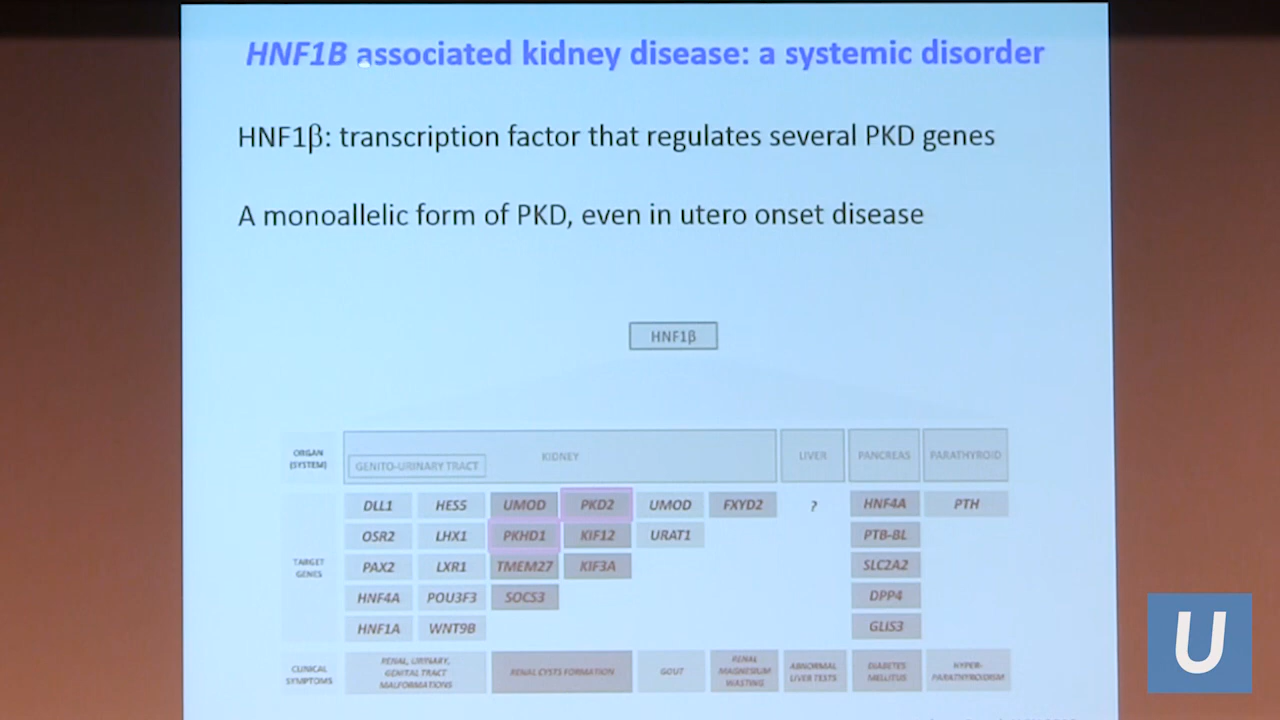 HNF1B associated kidney disease: a systemic disorder
HNF1β: transcription factor that regulates several PKD genes
A monoallelic form of PKD, even in utero onset disease
HNF1β
ORGAN (SYSTEM)
GENITO-URINARY TRACT
KIDNEY
LIVER
PANCREAS
PARATHYROID
TARGET GENES
DLL1 HES5 UMOD PKD2 UMOD FXYD2 ? HNF4A PTH
OSR2 LHX1 PKHD1 KIF12 URAT1 PTB-BL
PAX2 LXR1 TMEM27 KIF3A SLC2A2
HNF4A POU3F3 SOCS3 DPP4
HNF1A WNT9B GLIS3
CLINICAL SYMPTOMS
RENAL, URINARY, GENITAL TRACT MALFORMATIONS
RENAL CYSTS FORMATION
GOUT
RENAL MAGNESIUM WASTING
ABNORMAL LIVER TESTS
DIABETES MELLITUS
HYPER-PARATHYROIDISM
U